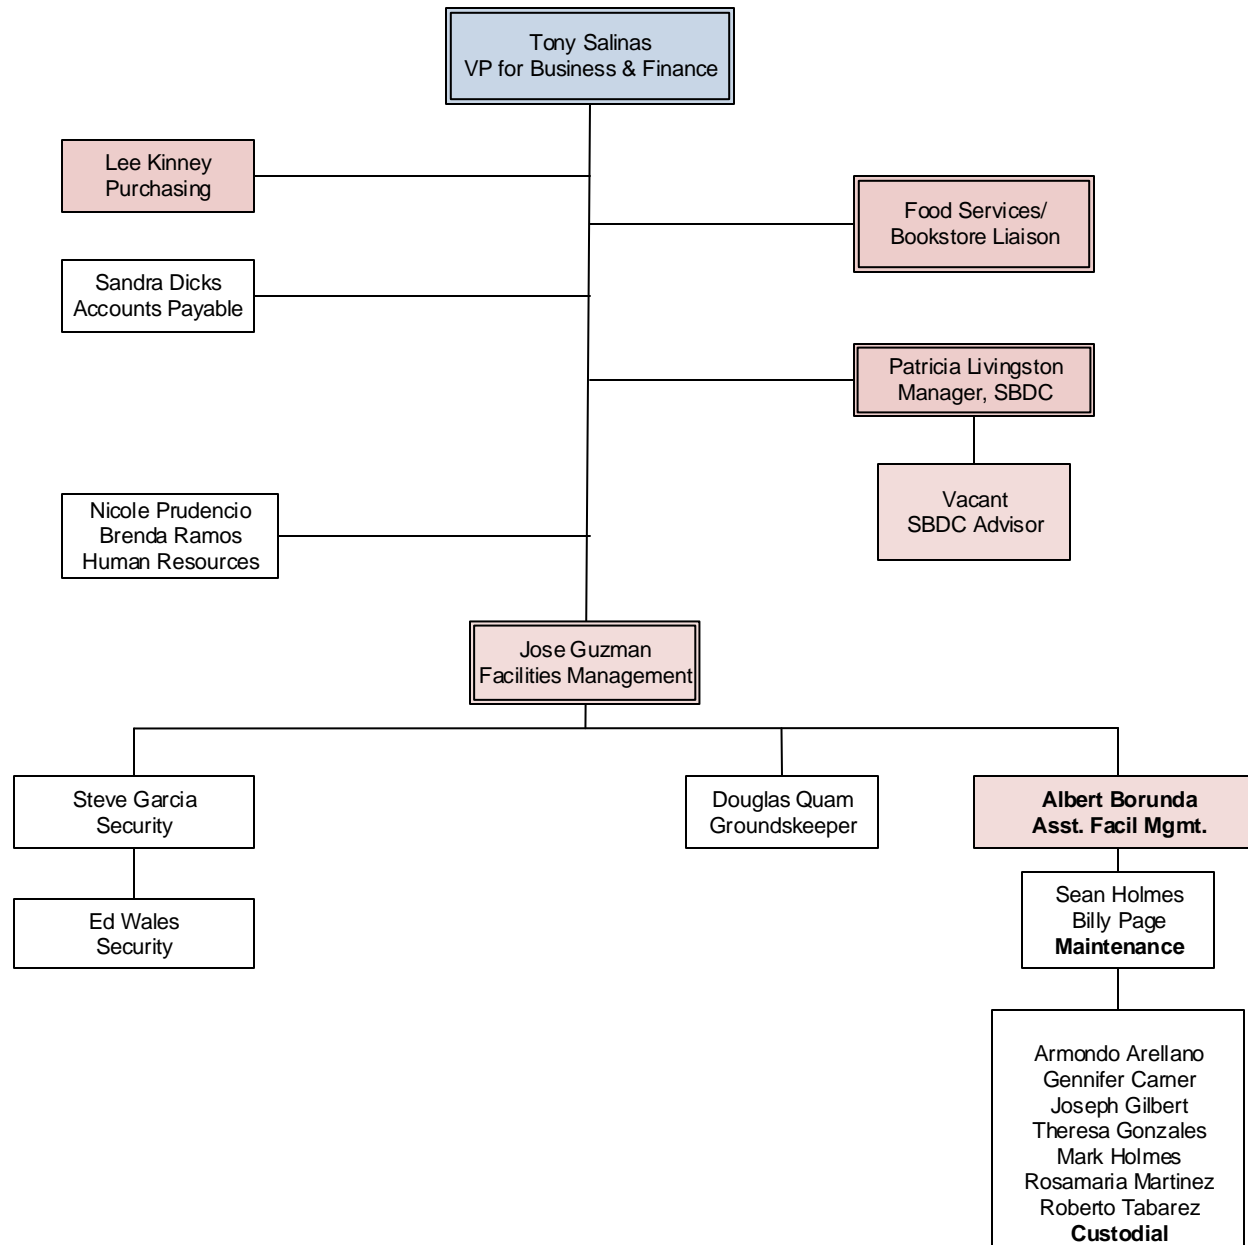 Tony Salinas
VP for Business & Finance
Lee Kinney
Purchasing
Food Services/
Bookstore Liaison
Sandra Dicks
Accounts Payable
Patricia Livingston
Manager, SBDC
Vacant
SBDC Advisor
Nicole Prudencio
Brenda Ramos
Human Resources
Jose Guzman
Facilities Management
Steve Garcia
Security
Douglas Quam
Groundskeeper
Albert Borunda
Asst. Facil Mgmt.
Ed Wales
Security
Sean Holmes
Billy Page
Maintenance
Armondo Arellano
Gennifer Carner
Joseph Gilbert
Theresa Gonzales
Mark Holmes
Rosamaria Martinez
Roberto Tabarez
Custodial